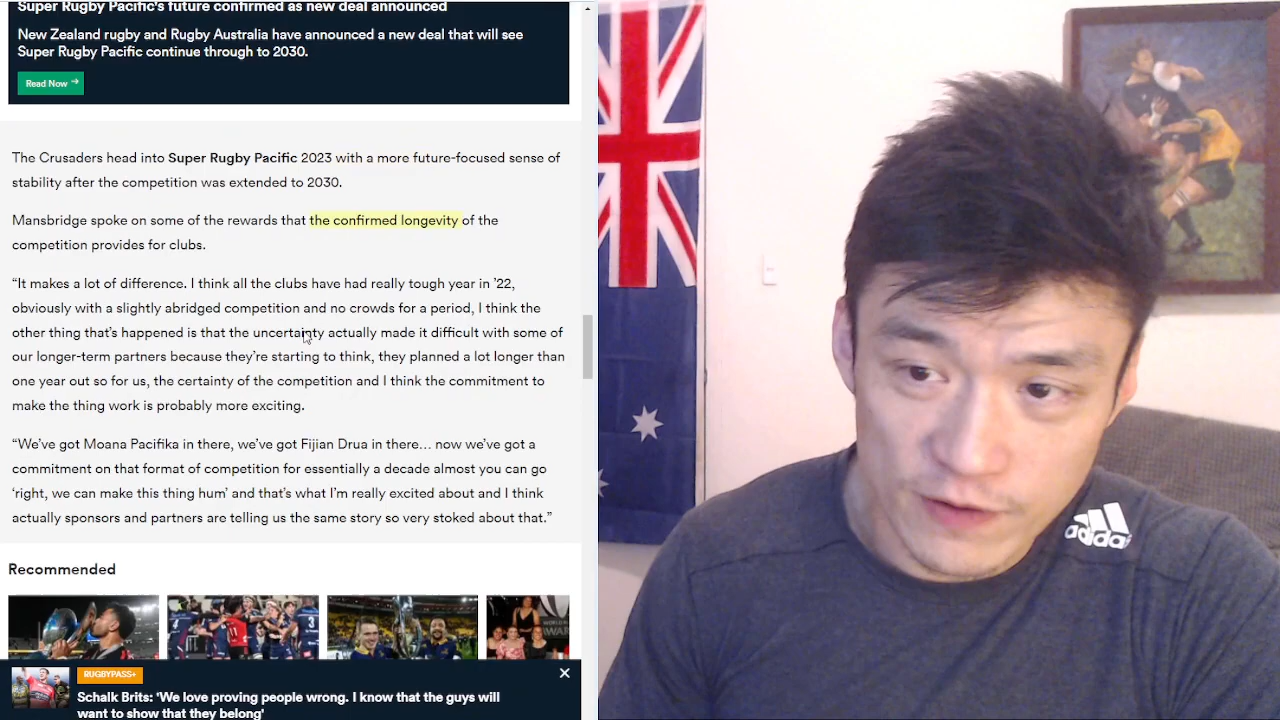 Super Rugby Pacific's future confirmed as new deal announced
New Zealand rugby and Rugby Australia have announced a new deal that will see
Super Rugby Pacific continue through to 2030.
Read Now →
The Crusaders head into Super Rugby Pacific 2023 with a more future-focused sense of
stability after the competition was extended to 2030.
Mansbridge spoke on some of the rewards that the confirmed longevity of the
competition provides for clubs.
“It makes a lot of difference. I think all the clubs have had really tough year in ’22,
obviously with a slightly abridged competition and no crowds for a period, I think the
other thing that’s happened is that the uncertainty actually made it difficult with some of
our longer-term partners because they’re starting to think, they planned a lot longer than
one year out so for us, the certainty of the competition and I think the commitment to
make the thing work is probably more exciting.
“We’ve got Moana Pacifika in there, we’ve got Fijian Drua in there… now we’ve got a
commitment on that format of competition for essentially a decade almost you can go
‘right, we can make this thing hum’ and that’s what I’m really excited about and I think
actually sponsors and partners are telling us the same story so very stoked about that.”
Recommended
RUGBYPASS+
Schalk Brits: 'We love proving people wrong. I know that the guys will
want to show that they belong'
adidas